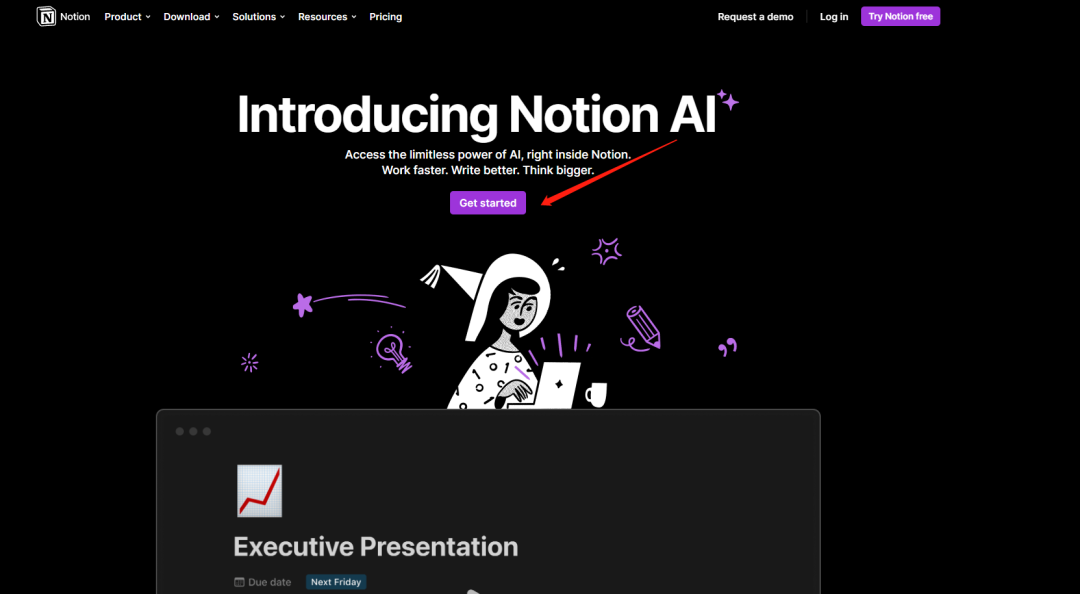 Notion Product Download Solutions Resources Pricing Request a demo Log in Try Notion free
Introducing Notion AI
Access the limitless power of AI, right inside Notion.
Work faster. Write better. Think bigger.
Get started
Executive Presentation
Due date Next Friday